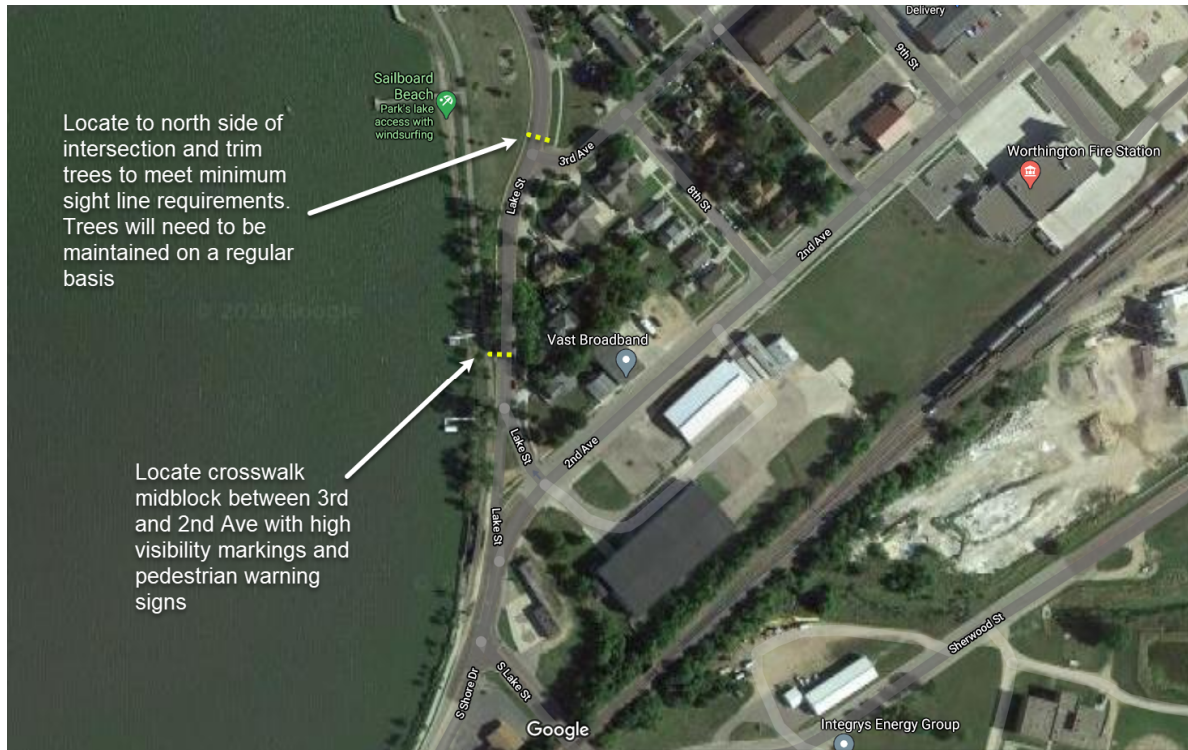 Delivery
9th St
Sailboard
Beach
Park's lake
access with
windsurfing
Locate to north side of
intersection and trim
trees to meet minimum
sight line requirements.
Trees will need to be
maintained on a regular
basis
3rd Ave
Worthington Fire Station
Lake St
8th St
2nd Ave
© 2020 Google
Vast Broadband
Lake St
2nd Ave
Locate crosswalk
midblock between 3rd
and 2nd Ave with high
visibility markings and
pedestrian warning
signs
Lake St
Sherwood St
S Shore Dr
S Lake St
Google
Integrys Energy Group